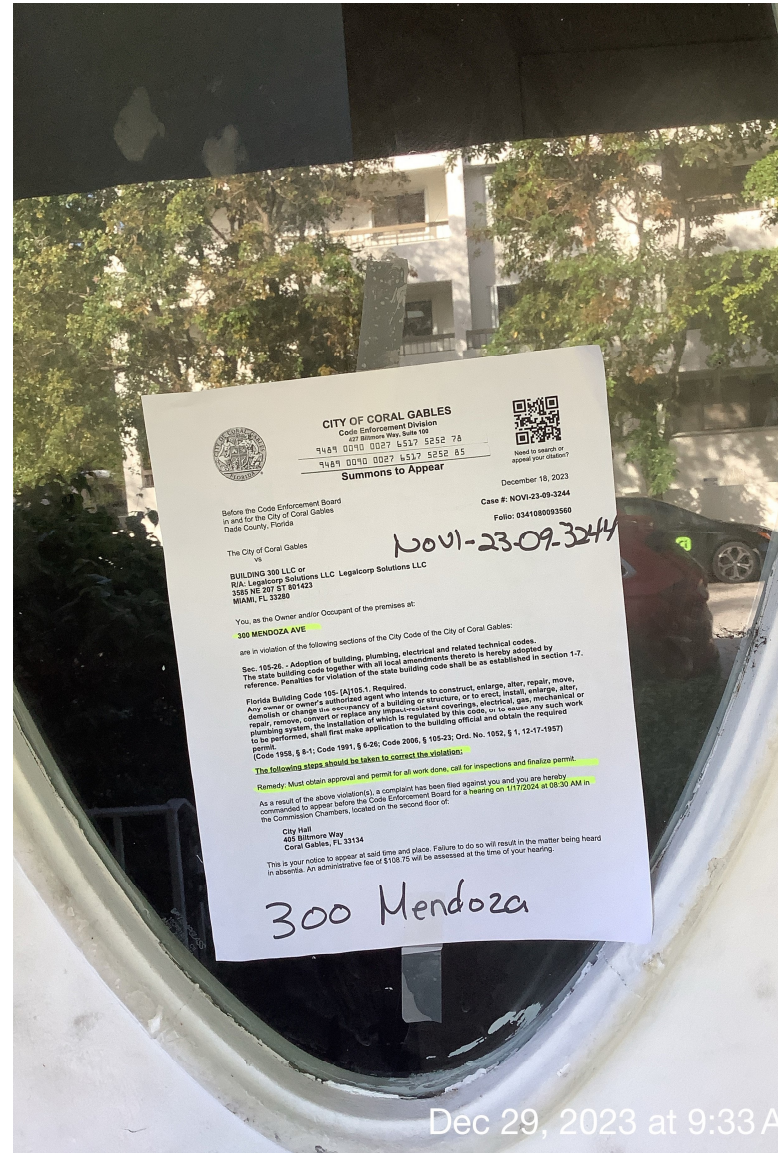 CITY OF CORAL GABLES
Code Enforcement Division
427 Biltmore Way, Suite 100
9489 0090 0027 6517 5252 78
9489 0090 0027 6517 5252 85
Summons to Appear
Need to search or
appeal your citation?
December 18, 2023
Before the Code Enforcement Board
in and for the City of Coral Gables
Dade County, Florida
Case #: NOVI-23-09-3244
Folio: 0341080093560
The City of Coral Gables
vs
NOVI-23-09-3244
BUILDING 300 LLC or
R/A: Legalcorp Solutions LLC Legalcorp Solutions LLC
3585 NE 207 ST 801423
MIAMI, FL 33280
You, as the Owner and/or Occupant of the premises at:
300 MENDOZA AVE
are in violation of the following sections of the City Code of the City of Coral Gables:
Sec. 105-26. - Adoption of building, plumbing, electrical and related technical codes.
The state building code together with all local amendments thereto is hereby adopted by
reference. Penalties for violation of the state building code shall be as established in section 1-7.
Florida Building Code 105- [A]105.1. Required.
Any owner or owner's authorized agent who intends to construct, enlarge, alter, repair, move,
demolish or change the occupancy of a building or structure, or to erect, install, enlarge, alter,
repair, remove, convert or replace any impact-resistant coverings, electrical, gas, mechanical or
plumbing system, the installation of which is regulated by this code, or to cause any such work
to be performed, shall first make application to the building official and obtain the required
permit.
(Code 1958, § 8-1; Code 1991, § 6-26; Code 2006, § 105-23; Ord. No. 1052, § 1, 12-17-1957)
The following steps should be taken to correct the violation:
Remedy: Must obtain approval and permit for all work done, call for inspections and finalize permit.
As a result of the above violation(s), a complaint has been filed against you and you are hereby
commanded to appear before the Code Enforcement Board for a hearing on 1/17/2024 at 08:30 AM in
the Commission Chambers, located on the second floor of:
City Hall
405 Biltmore Way
Coral Gables, FL 33134
This is your notice to appear at said time and place. Failure to do so will result in the matter being heard
in absentia. An administrative fee of $108.75 will be assessed at the time of your hearing.
300 Mendoza
Dec 29, 2023 at 9:33 A